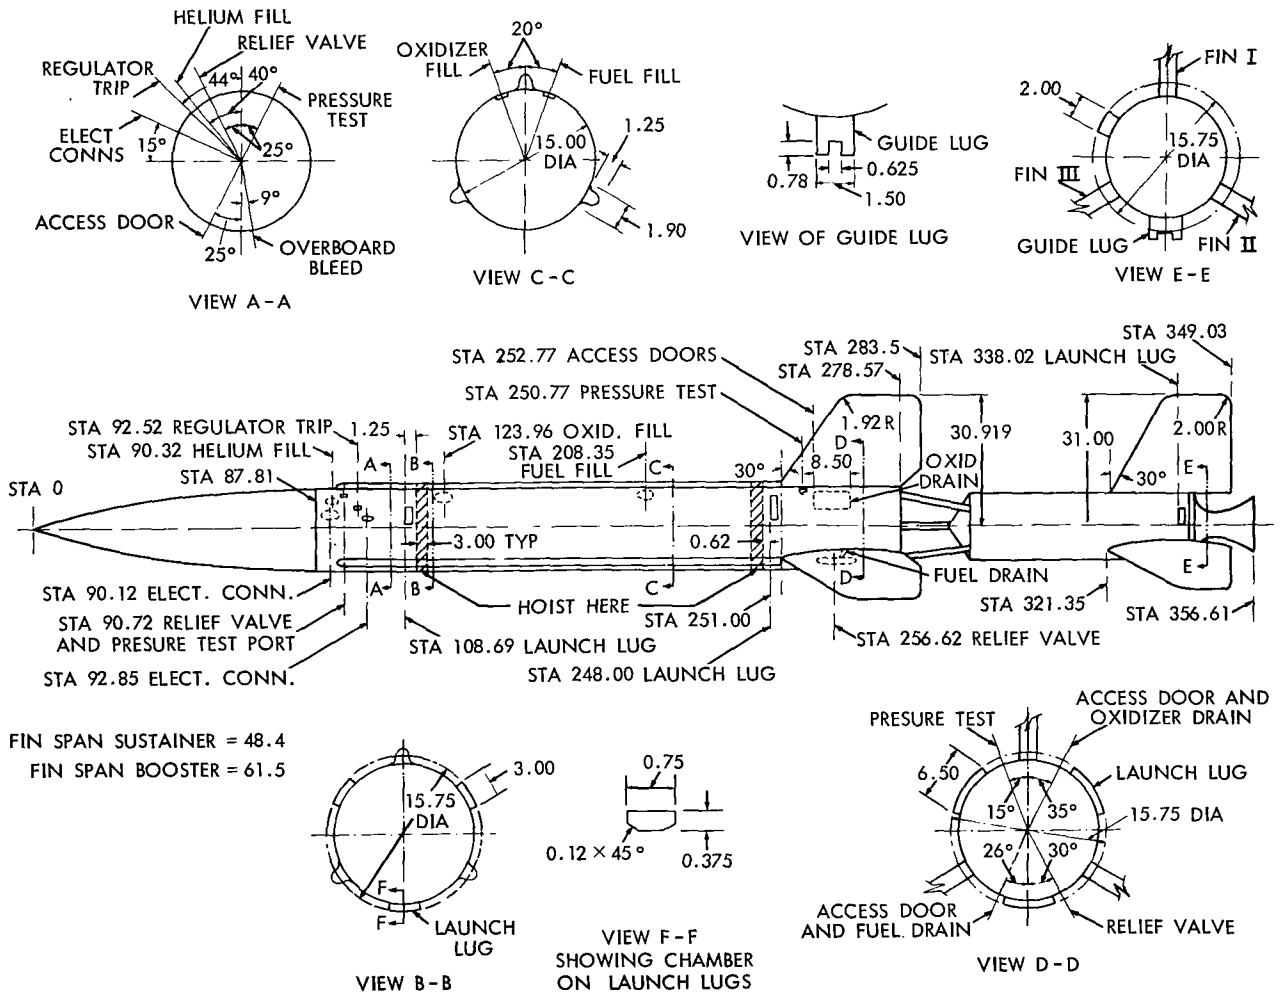 HELIUM FILL
RELIEF VALVE
REGULATOR
TRIP
44°
40°
PRESSURE
TEST
ELECT
CONNS
15°
25°
9°
ACCESS DOOR
25°
OVERBOARD
BLEED
VIEW A-A
20°
OXIDIZER
FILL
FUEL FILL
15.00
DIA
1.25
1.90
VIEW C-C
GUIDE LUG
0.625
0.78
1.50
VIEW OF GUIDE LUG
FIN I
2.00
15.75
DIA
FIN III
GUIDE LUG
FIN II
VIEW E-E
STA 349.03
STA 252.77 ACCESS DOORS
STA 283.5
STA 338.02 LAUNCH LUG
STA 278.57
STA 250.77 PRESSURE TEST
STA 92.52 REGULATOR TRIP
1.25
STA 123.96 OXID. FILL
STA 90.32 HELIUM FILL
STA 208.35
FUEL FILL
STA 87.81
STA 0
A
B
C
30°
D
1.92R
8.50
OXID
DRAIN
30.919
31.00
2.00R
30°
E
3.00 TYP
0.62
A
B
C
D
E
FUEL DRAIN
STA 90.12 ELECT. CONN.
HOIST HERE
STA 251.00
STA 321.35
STA 356.61
STA 90.72 RELIEF VALVE
AND PRESURE TEST PORT
STA 108.69 LAUNCH LUG
STA 256.62 RELIEF VALVE
STA 92.85 ELECT. CONN.
STA 248.00 LAUNCH LUG
FIN SPAN SUSTAINER = 48.4
FIN SPAN BOOSTER = 61.5
3.00
15.75
DIA
F
F
LAUNCH
LUG
VIEW B-B
0.75
0.12 × 45°
0.375
VIEW F-F
SHOWING CHAMBER
ON LAUNCH LUGS
PRESURE TEST
ACCESS DOOR AND
OXIDIZER DRAIN
6.50
LAUNCH LUG
15°
35°
15.75 DIA
26°
30°
ACCESS DOOR
AND FUEL DRAIN
RELIEF VALVE
VIEW D-D